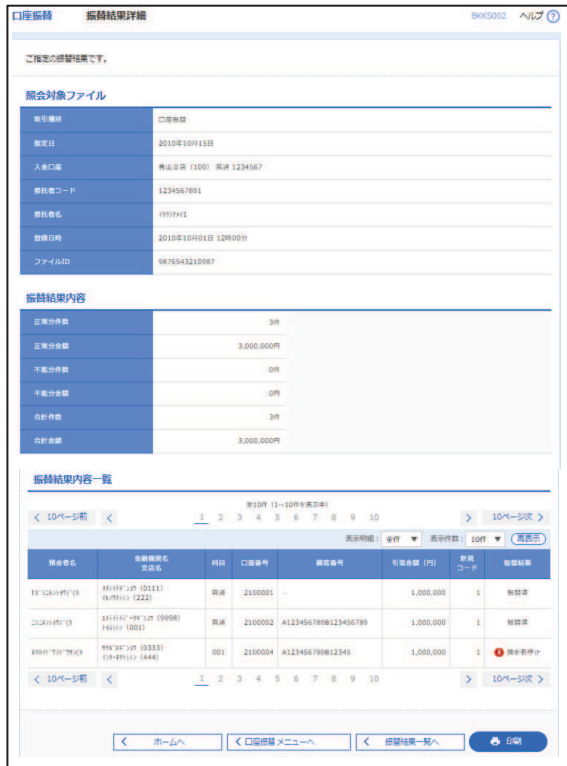 口座振替 振替結果詳細 BKKS002 ヘルプ ?
ご指定の振替結果です。
照会対象ファイル
取引種別 口座振替
指定日 2010年10月15日
入金口座 青山支店 (100) 普通 1234567
委託者コード 1234567891
委託者名
登録日時 2010年10月01日 12時00分
ファイルID 9876543210987
振替結果内容
正常分件数 3件
正常分金額 3,000,000円
不能分件数 0件
不能分金額 0円
合計件数 3件
合計金額 3,000,000円
振替結果内容一覧
全10件 (1~10件を表示中)
< 10ページ前 < 1 2 3 4 5 6 7 8 9 10 > 10ページ次 >
表示明細: 全件 ▼ 表示件数: 10件 ▼ 再表示
預金者名 金融機関名 支店名 科目 口座番号 顧客番号 引落金額 (円) 新規コード 振替結果
(0111)
(222) 普通 2100001 - 1,000,000 1 振替済
(9998)
(001) 普通 2100002 A1234567890B123456789 1,000,000 1 振替済
(0333)
(444) 001 2100004 A1234567890B12345 1,000,000 1 預金者停止
< 10ページ前 < 1 2 3 4 5 6 7 8 9 10 > 10ページ次 >
< ホームへ < 口座振替メニューへ < 振替結果一覧へ 印刷